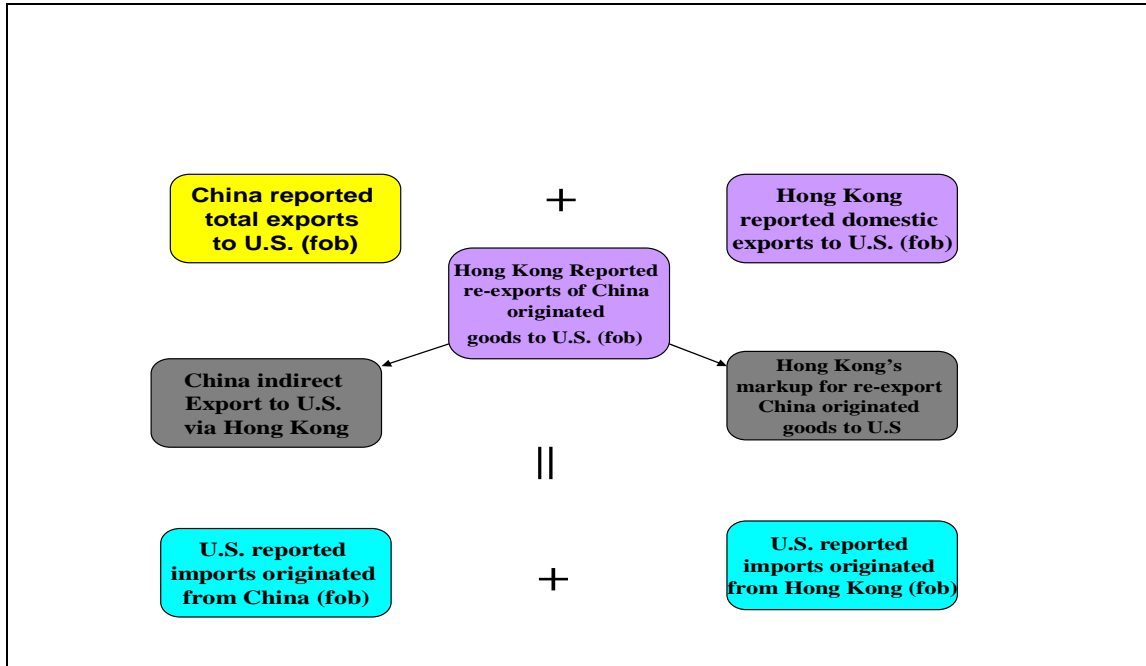 China reported
total exports
to U.S. (fob)
+
Hong Kong
reported domestic
exports to U.S. (fob)
Hong Kong Reported
re-exports of China
originated
goods to U.S. (fob)
China indirect
Export to U.S.
via Hong Kong
Hong Kong's
markup for re-export
China originated
goods to U.S
=
U.S. reported
imports originated
from China (fob)
+
U.S. reported
imports originated
from Hong Kong (fob)